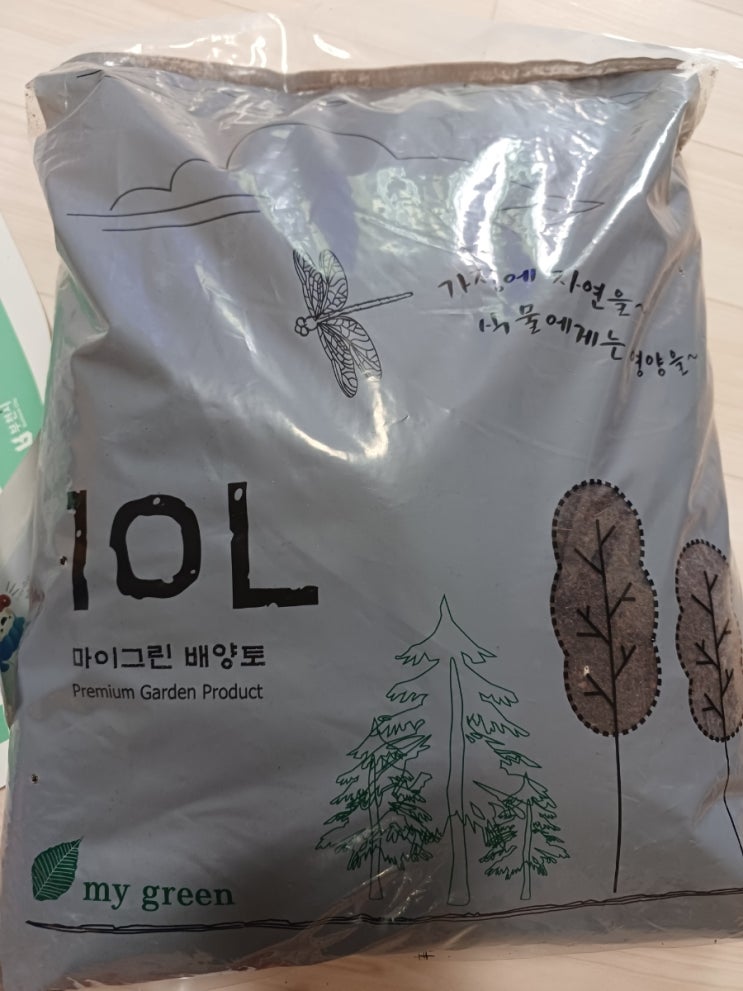 가정에 자연을~
식물에게는 영양을~
10L
마이그린 배양토
Premium Garden Product
my green